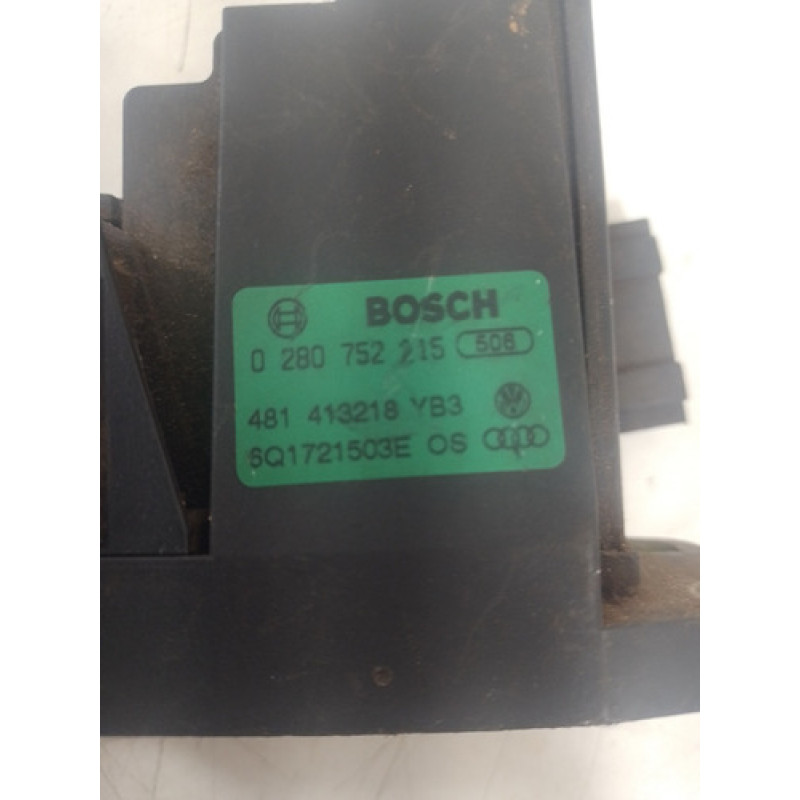 BOSCH
0 280 752 215 508
481 413218 YB3
6Q1721503E OS